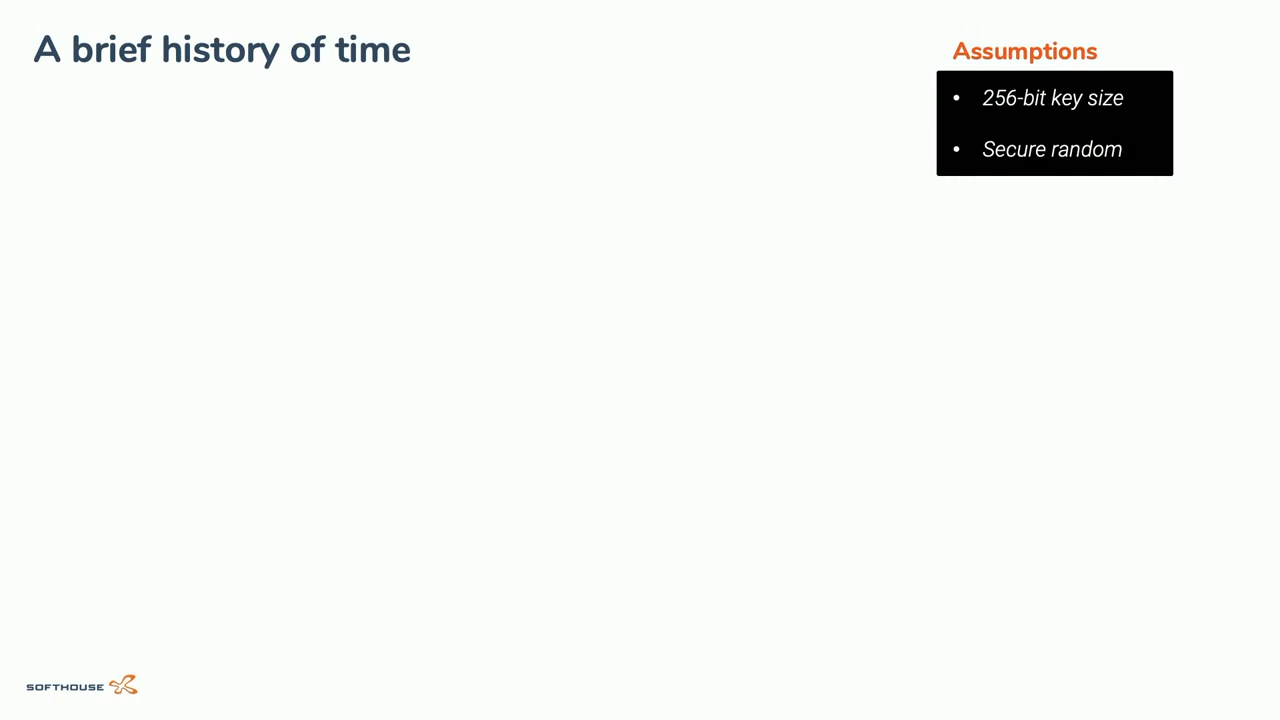 A brief history of time
Assumptions
• 256-bit key size
• Secure random
SOFTHOUSE